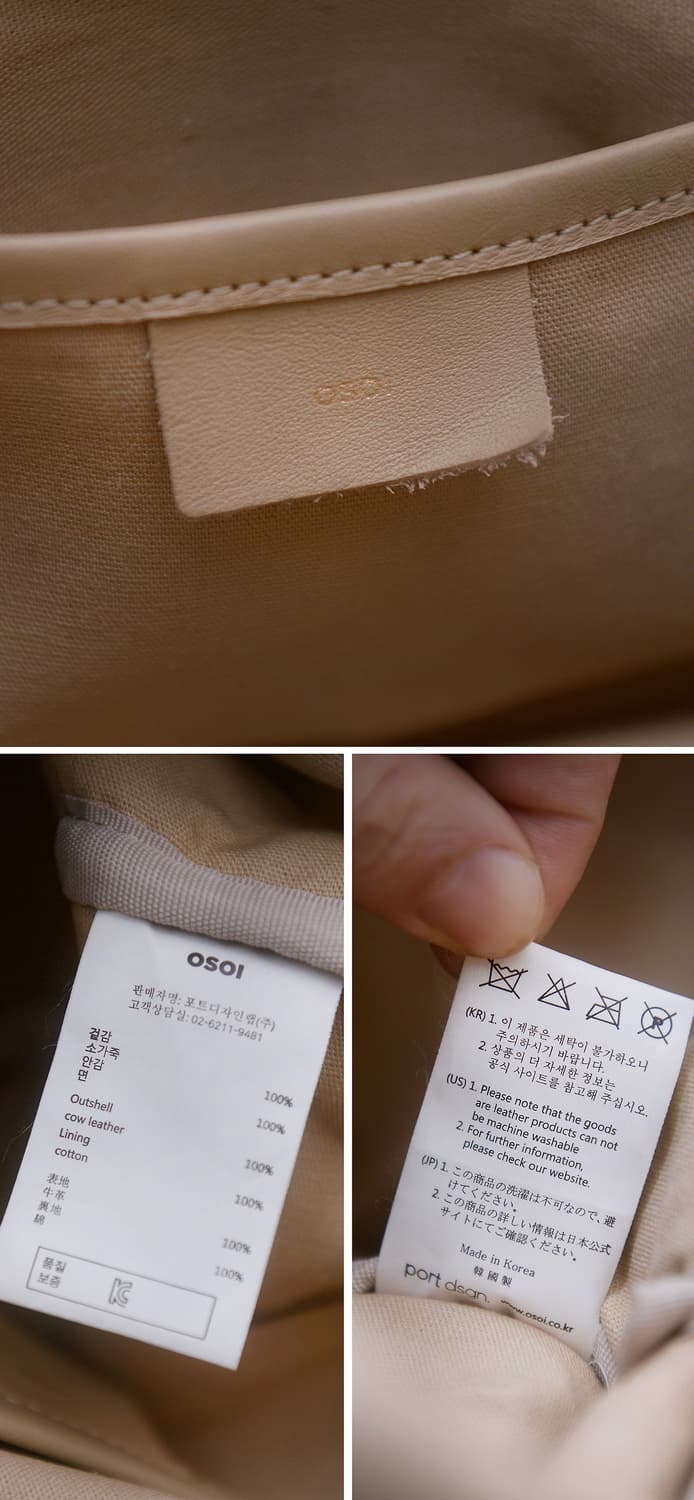 OSOI
OSOI
판매자명: 포트디자인랩(주)
고객상담실: 02-6211-9481
겉감
소가죽 100%
안감
면 100%
Outshell
cow leather 100%
Lining
cotton 100%
表地
牛革 100%
裏地
綿 100%
품질
보증
(KR) 1. 이 제품은 세탁이 불가하오니
주의하시기 바랍니다.
2. 상품의 더 자세한 정보는
공식 사이트를 참고해 주십시오.
(US) 1. Please note that the goods
are leather products can not
be machine washable
2. For further information,
please check our website.
(JP) 1. この商品の洗濯は不可なので、避
けてください。
2. この商品の詳しい情報は日本公式
サイトにてご確認ください。
Made in Korea
韓國製
port dsan. www.osoi.co.kr